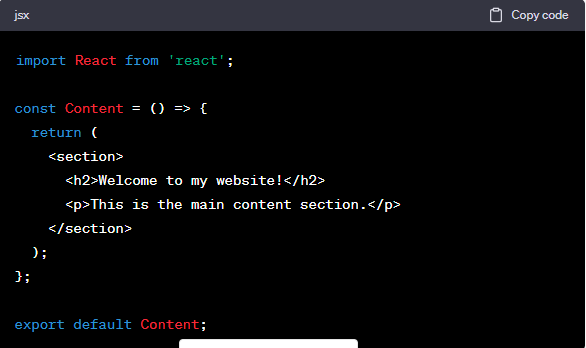 jsx Copy code
import React from 'react';
const Content = () => {
  return (
    <section>
      <h2>Welcome to my website!</h2>
      <p>This is the main content section.</p>
    </section>
  );
};
export default Content;